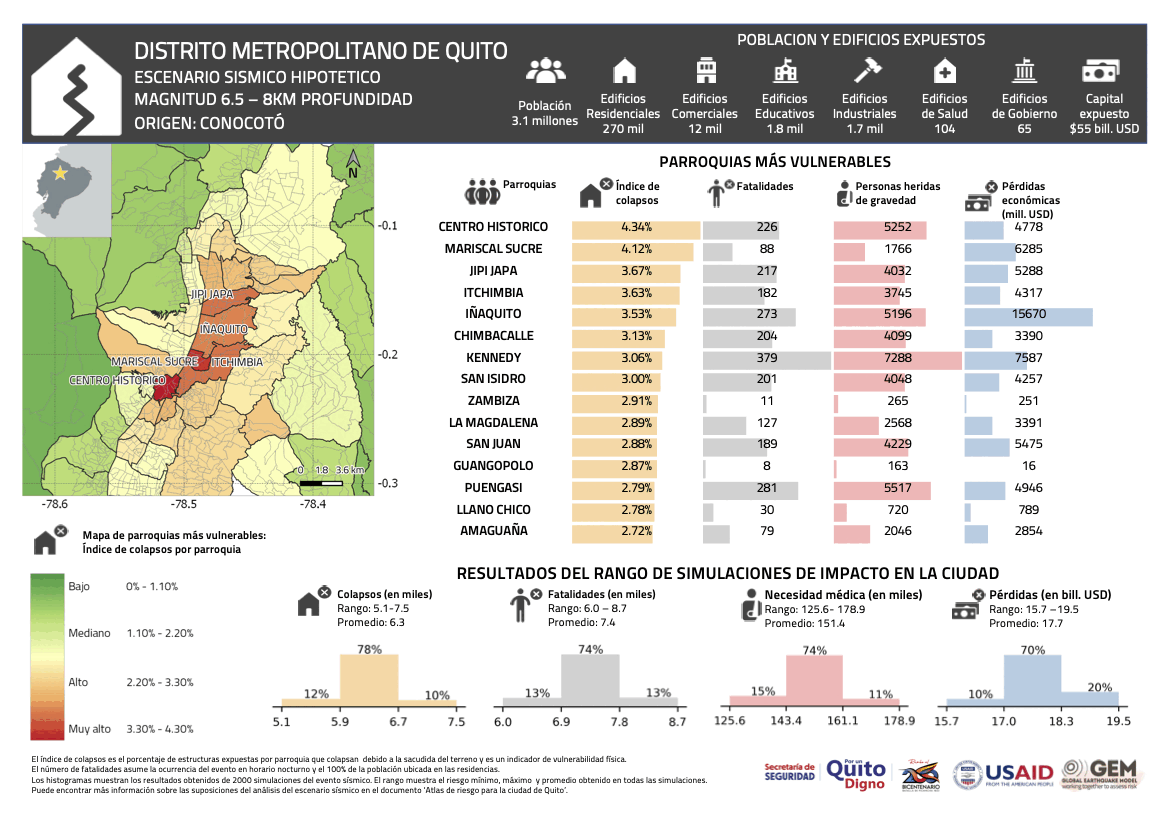 DISTRITO METROPOLITANO DE QUITO
ESCENARIO SISMICO HIPOTETICO
MAGNITUD 6.5 – 8KM PROFUNDIDAD
ORIGEN: CONOCOTÓ
POBLACION Y EDIFICIOS EXPUESTOS
Población
3.1 millones
Edificios
Residenciales
270 mil
Edificios
Comerciales
12 mil
Edificios
Educativos
1.8 mil
Edificios
Industriales
1.7 mil
Edificios
de Salud
104
Edificios
de Gobierno
65
Capital
expuesto
$55 bill. USD
N
JIPI JAPA
IÑAQUITO
MARISCAL SUCRE
ITCHIMBIA
CENTRO HISTORICO
0 1.8 3.6 km
-0.1
-0.2
-0.3
-78.6 -78.5 -78.4
PARROQUIAS MÁS VULNERABLES
Parroquias
Índice de
colapsos
Fatalidades
Personas heridas
de gravedad
Pérdidas
económicas
(mill. USD)
CENTRO HISTORICO 4.34% 226 5252 4778
MARISCAL SUCRE 4.12% 88 1766 6285
JIPI JAPA 3.67% 217 4032 5288
ITCHIMBIA 3.63% 182 3745 4317
IÑAQUITO 3.53% 273 5196 15670
CHIMBACALLE 3.13% 204 4099 3390
KENNEDY 3.06% 379 7288 7587
SAN ISIDRO 3.00% 201 4048 4257
ZAMBIZA 2.91% 11 265 251
LA MAGDALENA 2.89% 127 2568 3391
SAN JUAN 2.88% 189 4229 5475
GUANGOPOLO 2.87% 8 163 16
PUENGASI 2.79% 281 5517 4946
LLANO CHICO 2.78% 30 720 789
AMAGUAÑA 2.72% 79 2046 2854
Mapa de parroquias más vulnerables:
Índice de colapsos por parroquia
Bajo 0% - 1.10%
Mediano 1.10% - 2.20%
Alto 2.20% - 3.30%
Muy alto 3.30% - 4.30%
RESULTADOS DEL RANGO DE SIMULACIONES DE IMPACTO EN LA CIUDAD
Colapsos (en miles)
Rango: 5.1-7.5
Promedio: 6.3
12% 78% 10%
5.1 5.9 6.7 7.5
Fatalidades (en miles)
Rango: 6.0 – 8.7
Promedio: 7.4
13% 74% 13%
6.0 6.9 7.8 8.7
Necesidad médica (en miles)
Rango: 125.6- 178.9
Promedio: 151.4
15% 74% 11%
125.6 143.4 161.1 178.9
Pérdidas (en bill. USD)
Rango: 15.7 –19.5
Promedio: 17.7
10% 70% 20%
15.7 17.0 18.3 19.5
El índice de colapsos es el porcentaje de estructuras expuestas por parroquia que colapsan debido a la sacudida del terreno y es un indicador de vulnerabilidad física.
El número de fatalidades asume la ocurrencia del evento en horario nocturno y el 100% de la población ubicada en las residencias.
Los histogramas muestran los resultados obtenidos de 2000 simulaciones del evento sísmico. El rango muestra el riesgo mínimo, máximo y promedio obtenido en todas las simulaciones.
Puede encontrar más información sobre las suposiciones del análisis del escenario sísmico en el documento 'Atlas de riesgo para la ciudad de Quito'.
Secretaría de
SEGURIDAD
Por un
Quito
Digno
BICENTENARIO
USAID
FROM THE AMERICAN PEOPLE
GEM
GLOBAL EARTHQUAKE MODEL
working together to assess risk